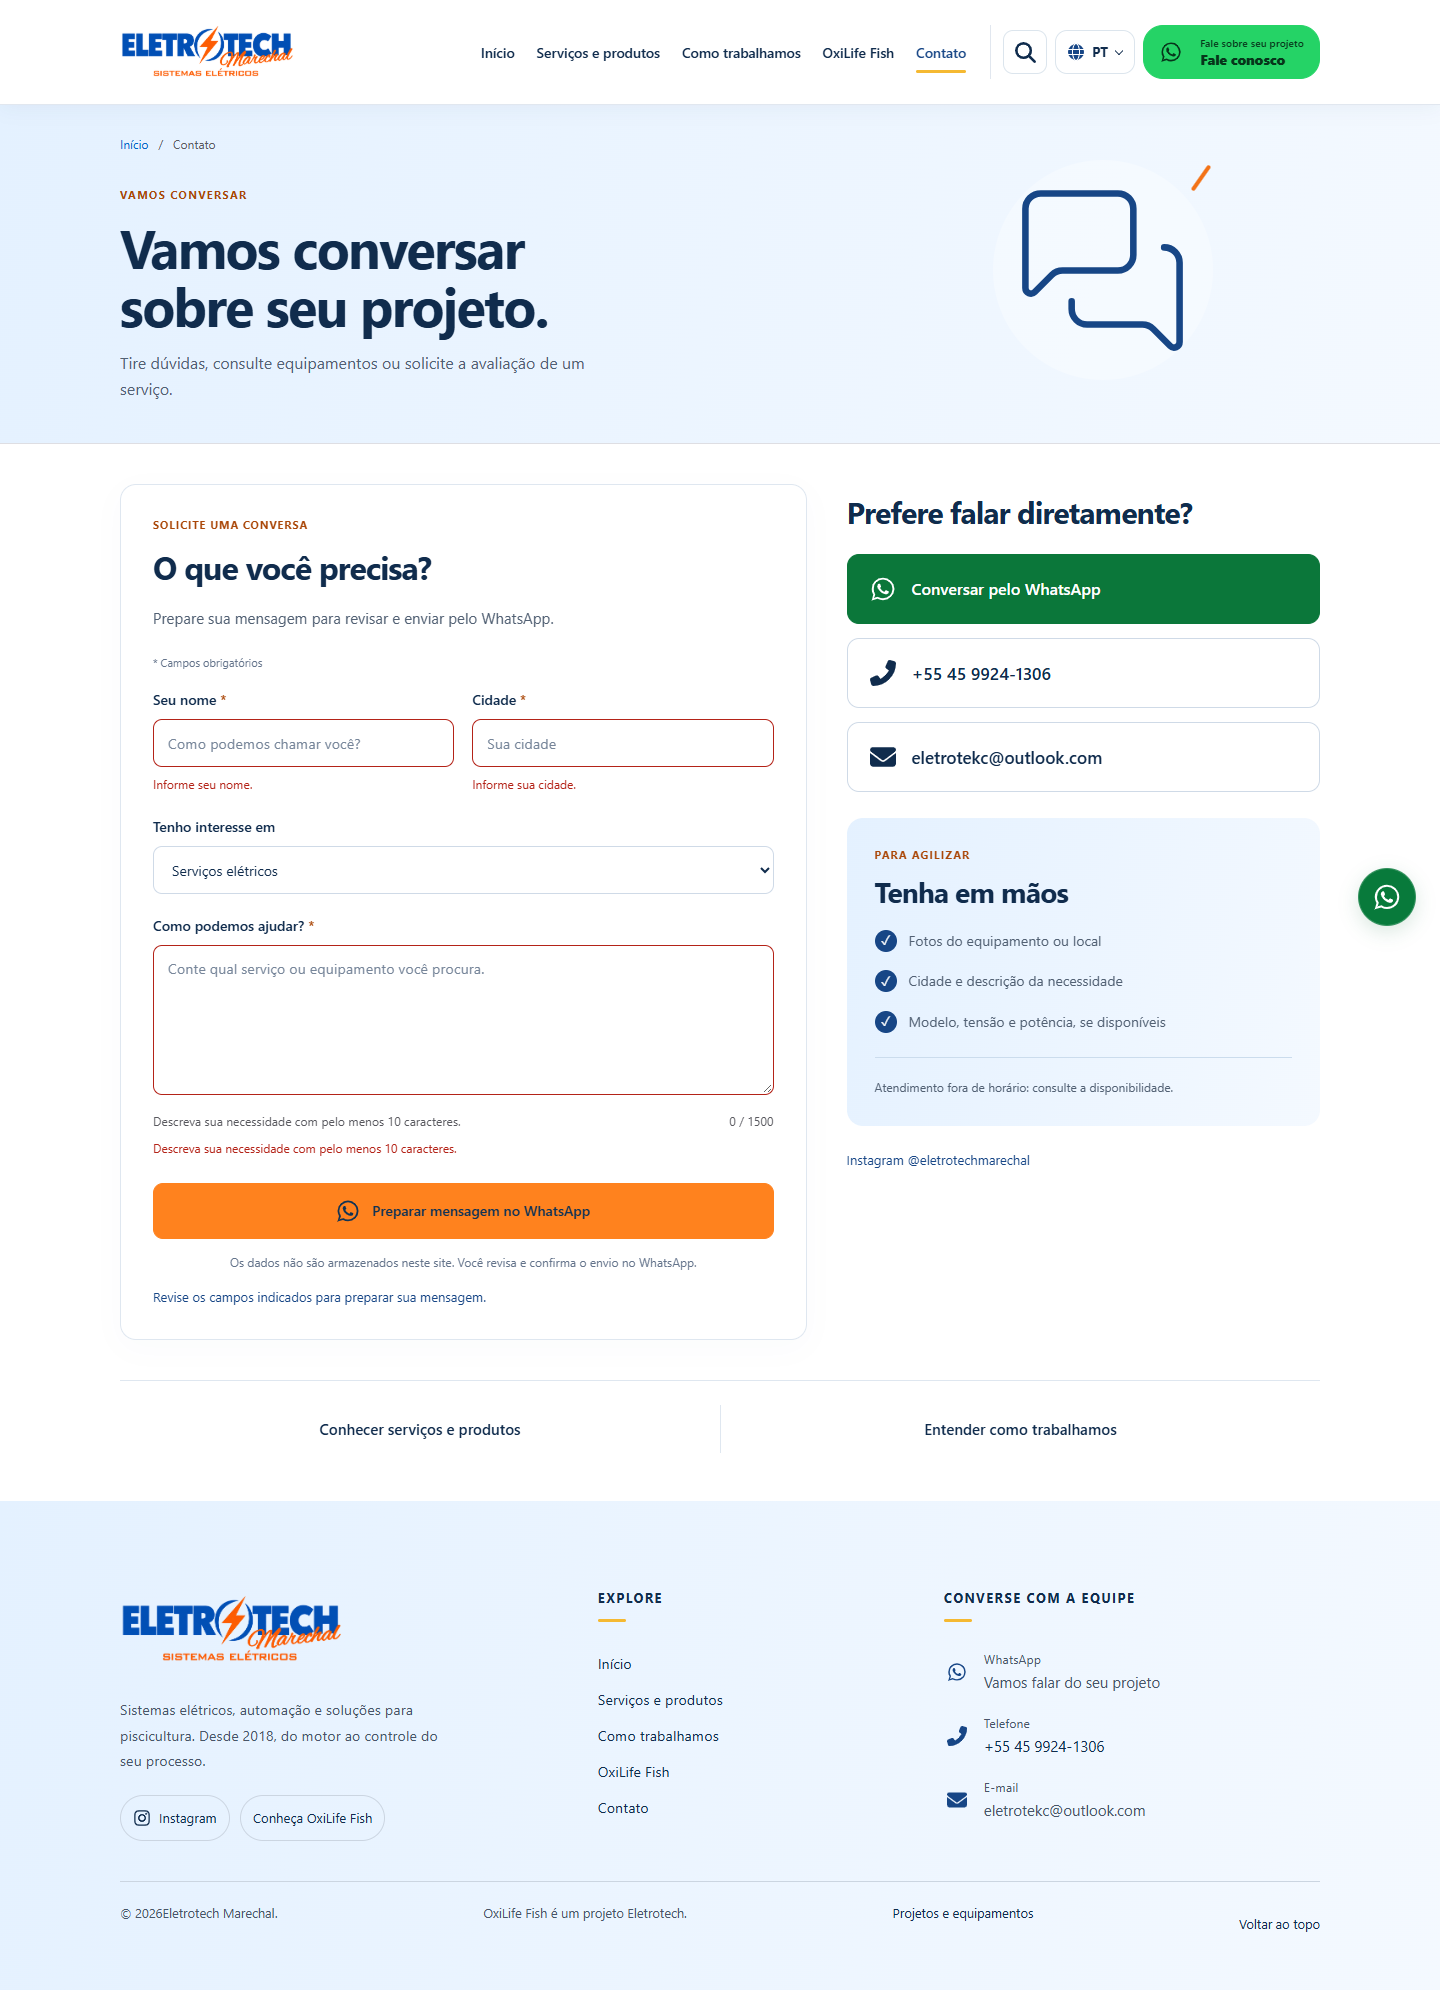 ELETROTECH
Marechal
SISTEMAS ELÉTRICOS
Início
Serviços e produtos
Como trabalhamos
OxiLife Fish
Contato
PT
Fale sobre seu projeto
Fale conosco
Início / Contato
VAMOS CONVERSAR
Vamos conversar
sobre seu projeto.
Tire dúvidas, consulte equipamentos ou solicite a avaliação de um
serviço.
SOLICITE UMA CONVERSA
O que você precisa?
Prepare sua mensagem para revisar e enviar pelo WhatsApp.
* Campos obrigatórios
Seu nome *
Cidade *
Como podemos chamar você?
Sua cidade
Informe seu nome.
Informe sua cidade.
Tenho interesse em
Serviços elétricos
Como podemos ajudar? *
Conte qual serviço ou equipamento você procura.
Descreva sua necessidade com pelo menos 10 caracteres.
0 / 1500
Descreva sua necessidade com pelo menos 10 caracteres.
Preparar mensagem no WhatsApp
Os dados não são armazenados neste site. Você revisa e confirma o envio no WhatsApp.
Revise os campos indicados para preparar sua mensagem.
Prefere falar diretamente?
Conversar pelo WhatsApp
+55 45 9924-1306
eletrotekc@outlook.com
PARA AGILIZAR
Tenha em mãos
Fotos do equipamento ou local
Cidade e descrição da necessidade
Modelo, tensão e potência, se disponíveis
Atendimento fora de horário: consulte a disponibilidade.
Instagram @eletrotechmarechal
Conhecer serviços e produtos
Entender como trabalhamos
ELETROTECH
Marechal
SISTEMAS ELÉTRICOS
Sistemas elétricos, automação e soluções para
piscicultura. Desde 2018, do motor ao controle do
seu processo.
Instagram
Conheça OxiLife Fish
EXPLORE
Início
Serviços e produtos
Como trabalhamos
OxiLife Fish
Contato
CONVERSE COM A EQUIPE
WhatsApp
Vamos falar do seu projeto
Telefone
+55 45 9924-1306
E-mail
eletrotekc@outlook.com
© 2026Eletrotech Marechal.
OxiLife Fish é um projeto Eletrotech.
Projetos e equipamentos
Voltar ao topo